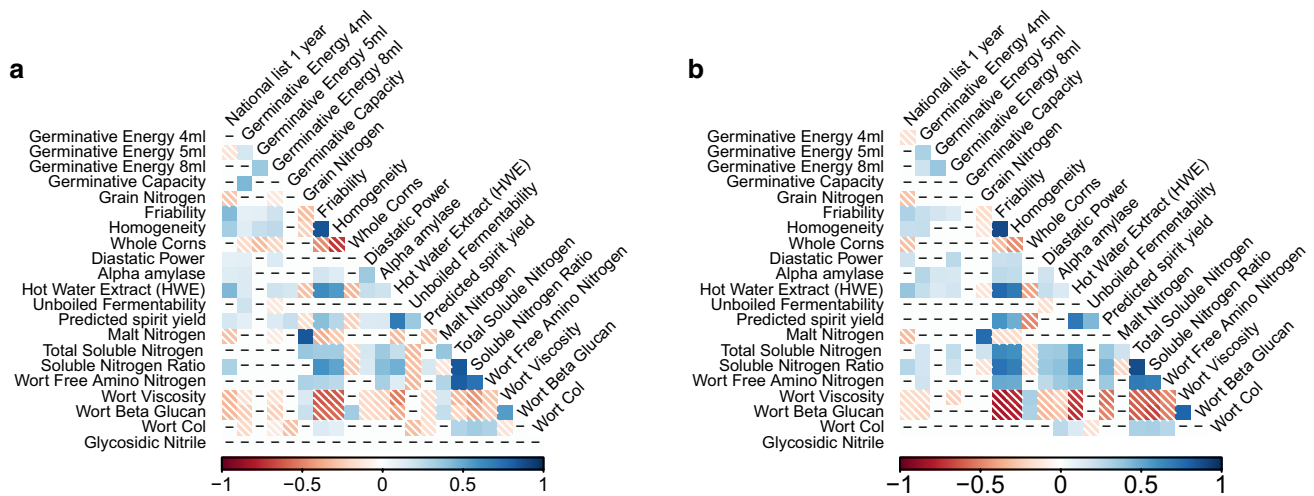 a
National list 1 year
Germinative Energy 4ml
Germinative Energy 5ml
Germinative Energy 8ml
Germinative Capacity
Grain Nitrogen
Friability
Homogeneity
Whole Corns
Diastatic Power
Alpha amylase
Hot Water Extract (HWE)
Unboiled Fermentability
Predicted spirit yield
Malt Nitrogen
Total Soluble Nitrogen
Soluble Nitrogen Ratio
Wort Free Amino Nitrogen
Wort Viscosity
Wort Beta Glucan
Wort Col
Germinative Energy 4ml
Germinative Energy 5ml
Germinative Energy 8ml
Germinative Capacity
Grain Nitrogen
Friability
Homogeneity
Whole Corns
Diastatic Power
Alpha amylase
Hot Water Extract (HWE)
Unboiled Fermentability
Predicted spirit yield
Malt Nitrogen
Total Soluble Nitrogen
Soluble Nitrogen Ratio
Wort Free Amino Nitrogen
Wort Viscosity
Wort Beta Glucan
Wort Col
Glycosidic Nitrile
−1 −0.5 0 0.5 1
b
National list 1 year
Germinative Energy 4ml
Germinative Energy 5ml
Germinative Energy 8ml
Germinative Capacity
Grain Nitrogen
Friability
Homogeneity
Whole Corns
Diastatic Power
Alpha amylase
Hot Water Extract (HWE)
Unboiled Fermentability
Predicted spirit yield
Malt Nitrogen
Total Soluble Nitrogen
Soluble Nitrogen Ratio
Wort Free Amino Nitrogen
Wort Viscosity
Wort Beta Glucan
Wort Col
Germinative Energy 4ml
Germinative Energy 5ml
Germinative Energy 8ml
Germinative Capacity
Grain Nitrogen
Friability
Homogeneity
Whole Corns
Diastatic Power
Alpha amylase
Hot Water Extract (HWE)
Unboiled Fermentability
Predicted spirit yield
Malt Nitrogen
Total Soluble Nitrogen
Soluble Nitrogen Ratio
Wort Free Amino Nitrogen
Wort Viscosity
Wort Beta Glucan
Wort Col
Glycosidic Nitrile
−1 −0.5 0 0.5 1